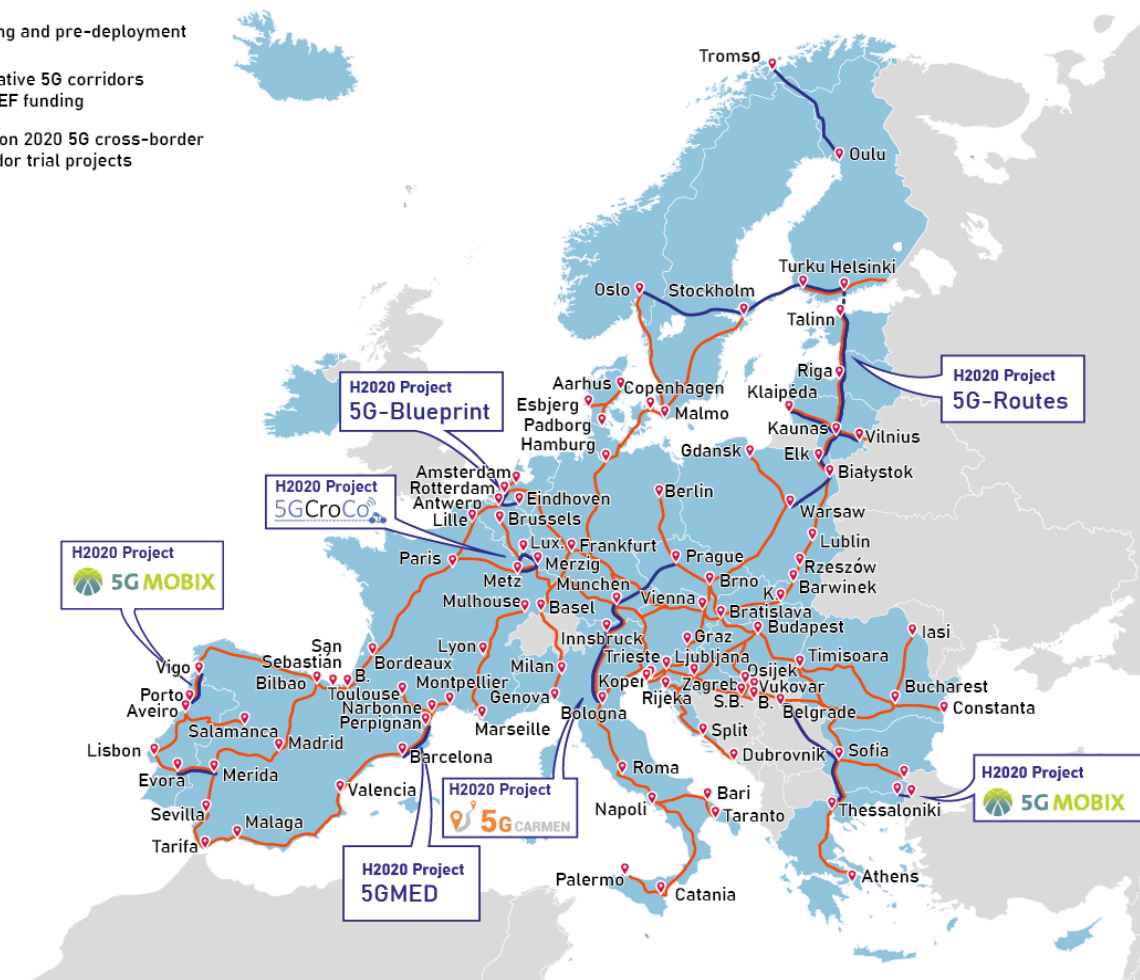 ng and pre-deployment
ative 5G corridors
EF funding
on 2020 5G cross-border
dor trial projects
Tromsø
Oulu
Turku Helsinki
Oslo
Stockholm
Talinn
Riga
H2020 Project
5G-Routes
Klaipėda
Kaunas
Vilnius
Aarhus
Copenhagen
Esbjerg
Malmo
Padborg
Hamburg
Gdansk
Elk
Białystok
H2020 Project
5G-Blueprint
Amsterdam
Rotterdam
Antwerp
Eindhoven
Berlin
Warsaw
Lille
Brussels
H2020 Project
5GCroCo
Lublin
Lux.
Frankfurt
Paris
Merzig
Prague
Rzeszów
Metz
Munchen
Brno
Barwinek
K.
H2020 Project
5G MOBIX
Mulhouse
Basel
Vienna
Bratislava
Budapest
Innsbruck
Graz
Iasi
San
Sebastian
Bilbao
B.
Bordeaux
Lyon
Milan
Trieste
Ljubljana
Timisoara
Vigo
Toulouse
Montpellier
Genova
Koper
Zagreb
Osijek
Vukovar
Bucharest
Porto
Narbonne
Rijeka
S.B.
B.
Constanta
Aveiro
Perpignan
Bologna
Belgrade
Salamanca
Marseille
Split
Lisbon
Madrid
Barcelona
Dubrovnik
Sofia
Evora
Merida
Roma
Valencia
H2020 Project
5G CARMEN
H2020 Project
5G MOBIX
Sevilla
Malaga
Napoli
Bari
Taranto
Thessaloniki
Tarifa
H2020 Project
5GMED
Palermo
Catania
Athens